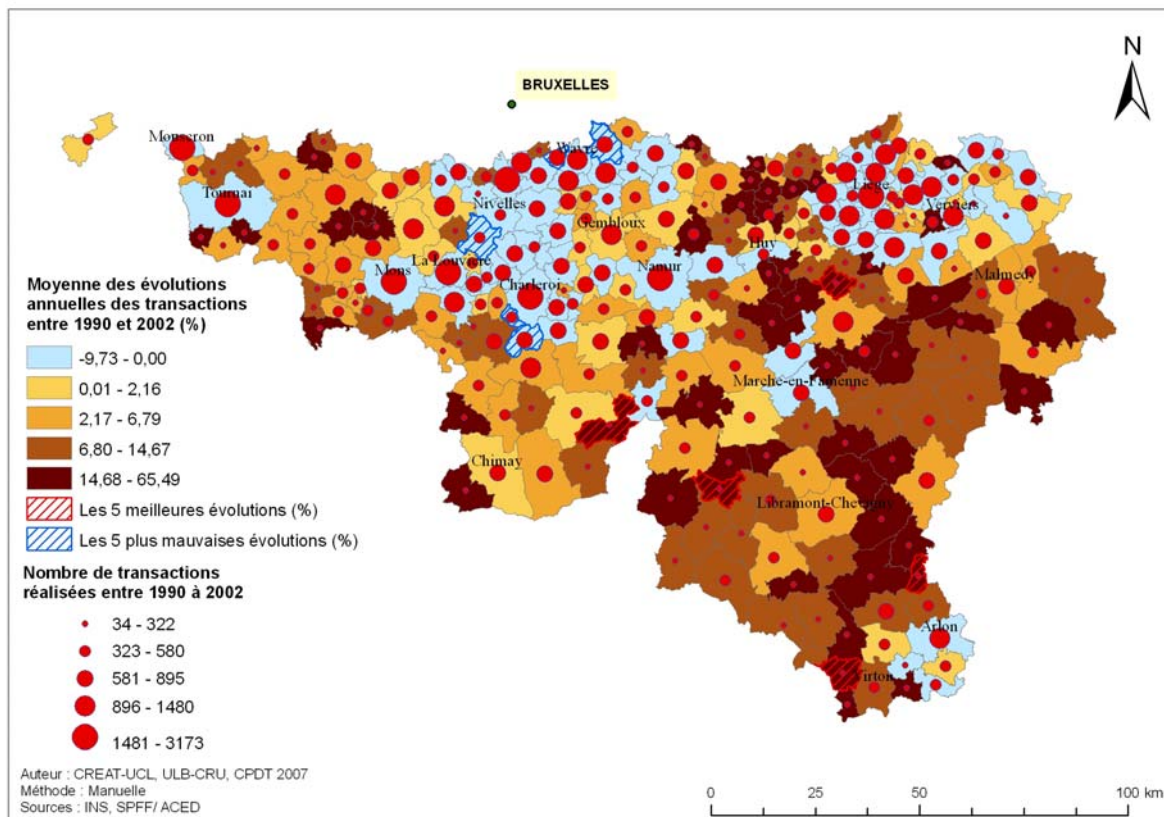 N
BRUXELLES
Mouscron
Tournai
Wavre
Nivelles
Gembloux
Liège
Verviers
La Louvière
Mons
Charleroi
Namur
Huy
Malmedy
Marche-en-Famenne
Chimay
Libramont-Chevigny
Arlon
Virton
Moyenne des évolutions
annuelles des transactions
entre 1990 et 2002 (%)
-9,73 - 0,00
0,01 - 2,16
2,17 - 6,79
6,80 - 14,67
14,68 - 65,49
Les 5 meilleures évolutions (%)
Les 5 plus mauvaises évolutions (%)
Nombre de transactions
réalisées entre 1990 à 2002
34 - 322
323 - 580
581 - 895
896 - 1480
1481 - 3173
Auteur : CREAT-UCL, ULB-CRU, CPDT 2007
Méthode : Manuelle
Sources : INS, SPFF/ ACED
0 25 50 100 km